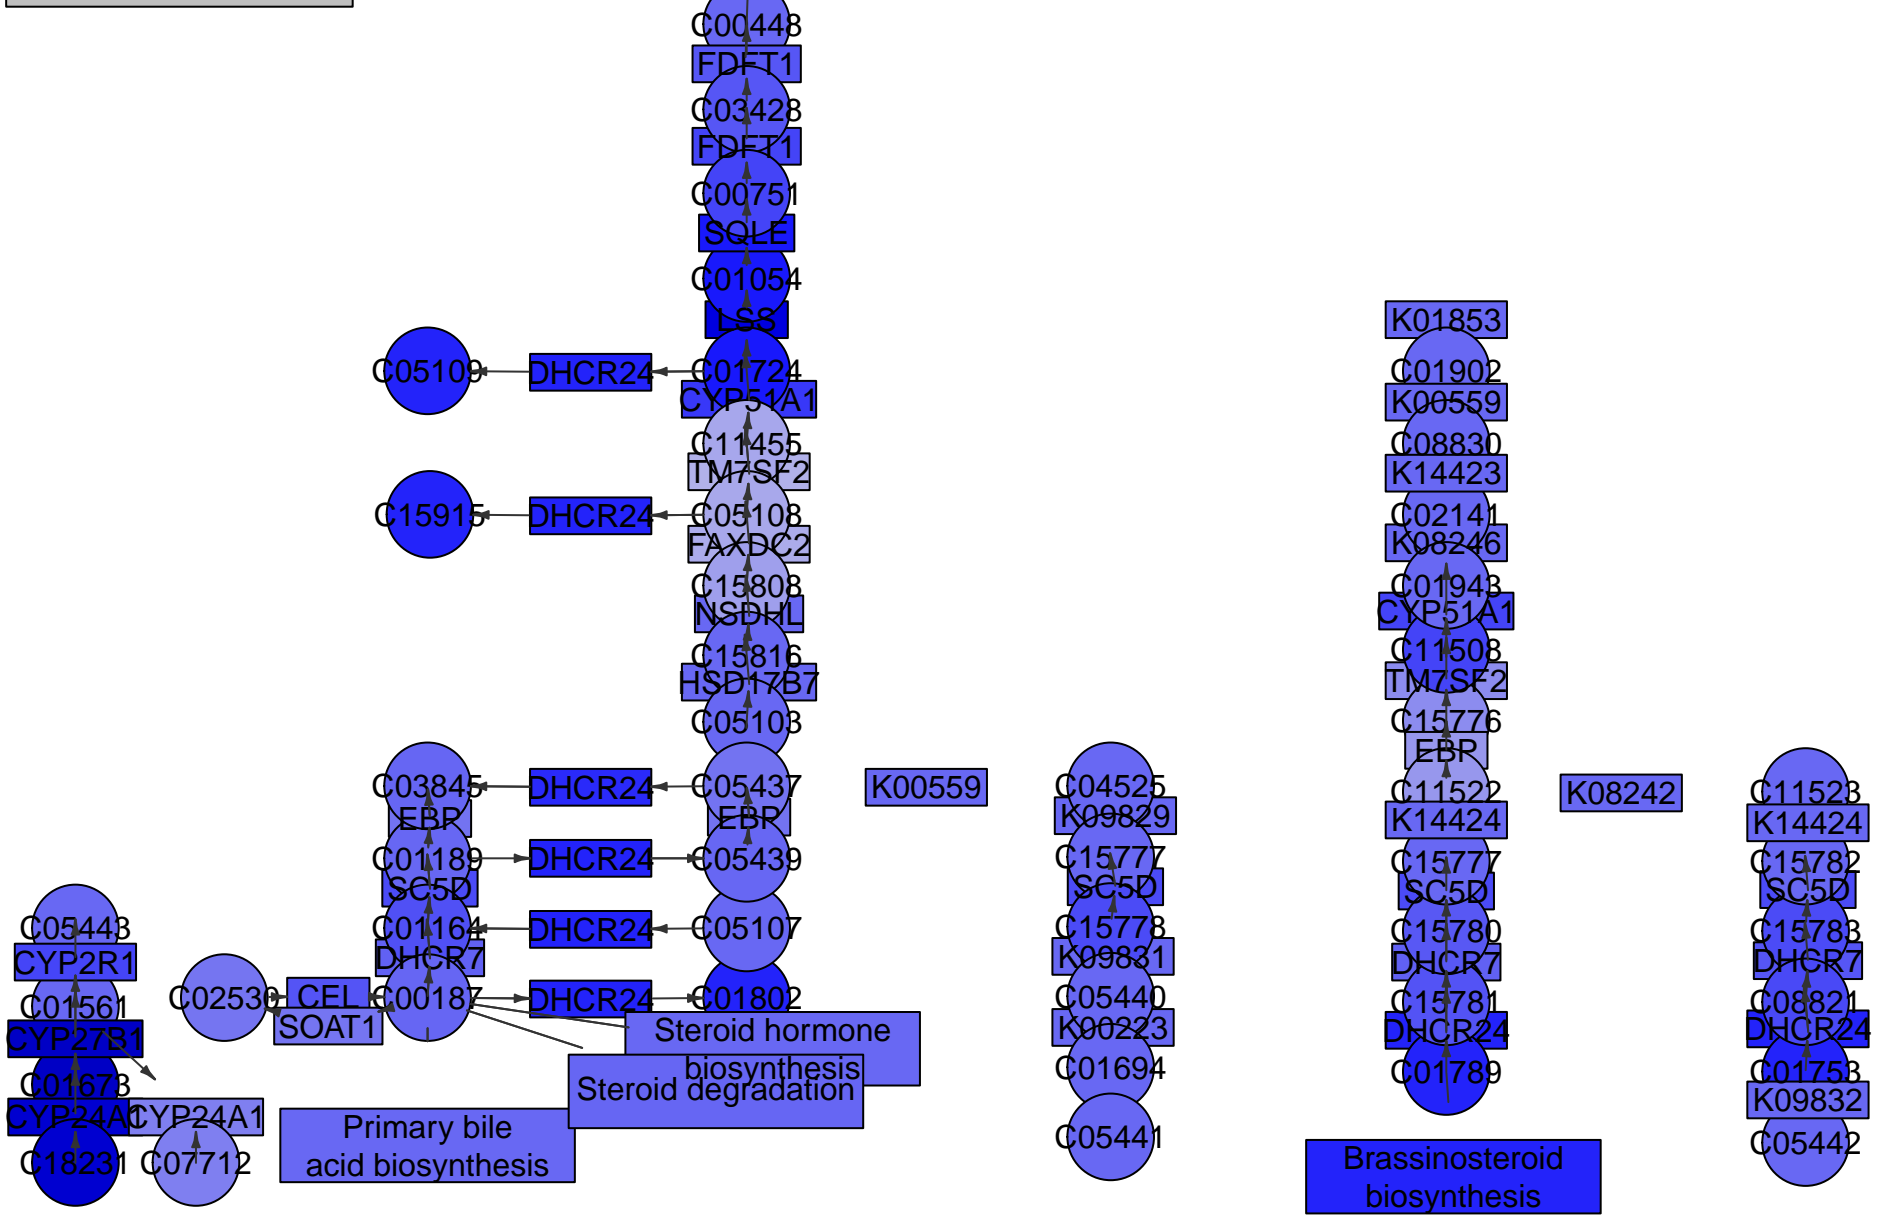 C00448
FDFT1
C03428
FDFT1
C00751
SQLE
C01054
LSS
C05109
DHCR24
C01724
CYP51A1
C11455
TM7SF2
C15915
DHCR24
C05108
FAXDC2
C15808
NSDHL
C15816
HSD17B7
C05103
C03845
DHCR24
C05437
EBP
EBP
C01189
DHCR24
C05439
SC5D
C01164
DHCR24
C05107
DHCR7
C02530
CEL
SOAT1
C00187
DHCR24
C01802
Steroid hormone
biosynthesis
Steroid degradation
Primary bile
acid biosynthesis
C05443
CYP2R1
C01561
CYP27B1
C01673
CYP24A1
CYP24A1
C18231
C07712
K00559
C04525
K09829
C15777
SC5D
C15778
K09831
C05440
K00223
C01694
C05441
K01853
C01902
K00559
C08830
K14423
C02141
K08246
C01943
CYP51A1
C11508
TM7SF2
C15776
EBP
C11522
K14424
C15777
SC5D
C15780
DHCR7
C15781
DHCR24
C01789
Brassinosteroid
biosynthesis
K08242
C11523
K14424
C15782
SC5D
C15783
DHCR7
C08821
DHCR24
C01753
K09832
C05442